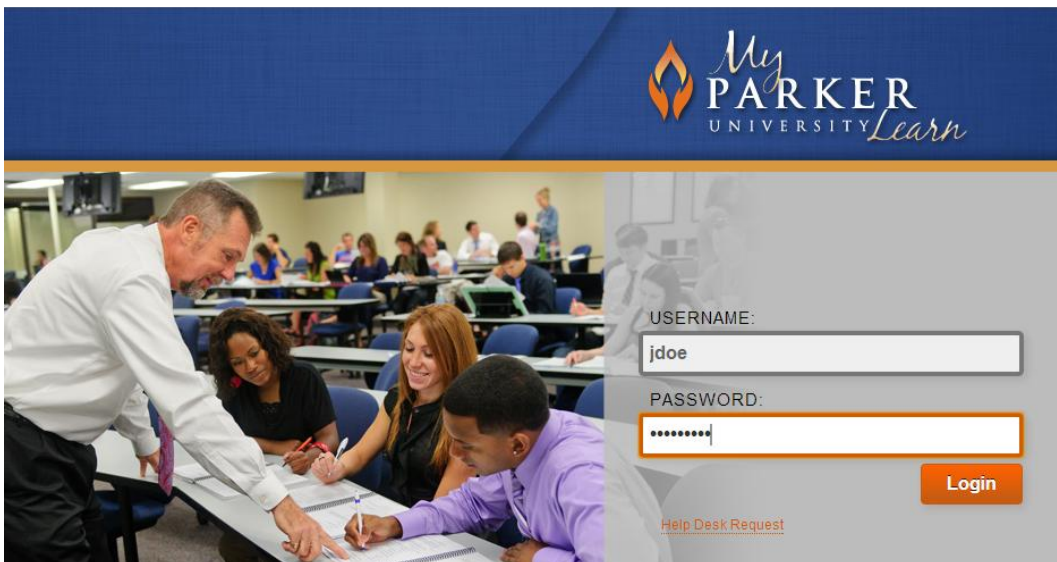 My
PARKER
UNIVERSITY Learn
USERNAME:
jdoe
PASSWORD:
•••••••••
Login
Help Desk Request